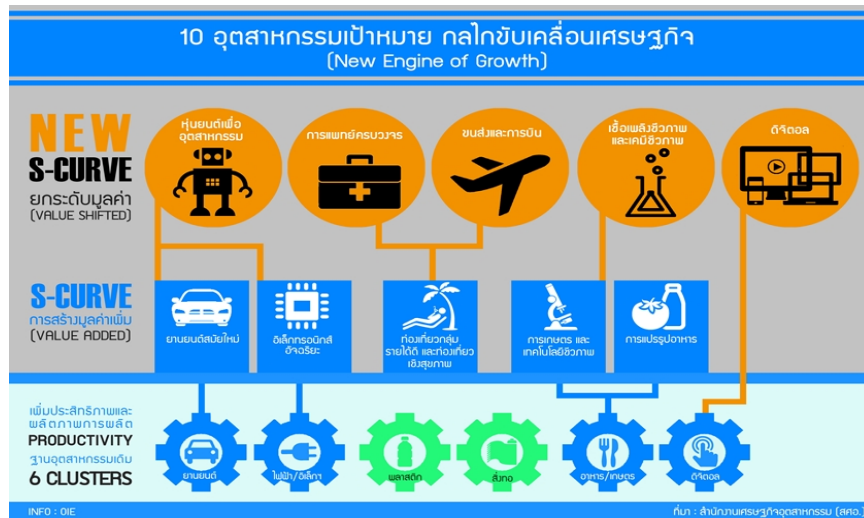 10 อุตสาหกรรมเป้าหมาย กลไกขับเคลื่อนเศรษฐกิจ
(New Engine of Growth)
NEW
S-CURVE
ยกระดับมูลค่า
(VALUE SHIFTED)
หุ่นยนต์เพื่อ
อุตสาหกรรม
การแพทย์ครบวงจร
ขนส่งและการบิน
เชื้อเพลิงชีวภาพ
และเคมีชีวภาพ
ดิจิตอล
S-CURVE
การสร้างมูลค่าเพิ่ม
(VALUE ADDED)
ยานยนต์สมัยใหม่
อิเล็กทรอนิกส์
อัจฉริยะ
ท่องเที่ยวกลุ่ม
รายได้ดี และท่องเที่ยว
เชิงสุขภาพ
การเกษตร และ
เทคโนโลยีชีวภาพ
การแปรรูปอาหาร
เพิ่มประสิทธิภาพและ
ผลิตภาพการผลิต
PRODUCTIVITY
ฐานอุตสาหกรรมเดิม
6 CLUSTERS
ยานยนต์
ไฟฟ้า/อิเล็กฯ
พลาสติก
สิ่งทอ
อาหาร/เกษตร
ดิจิตอล
INFO : OIE
ที่มา : สำนักงานเศรษฐกิจอุตสาหกรรม (สศอ.)